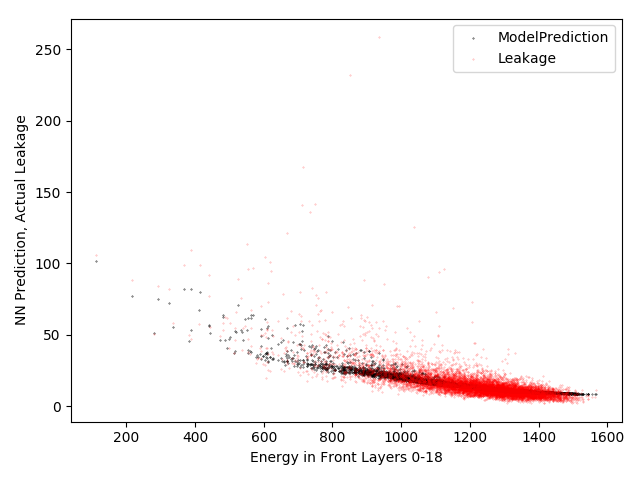 ModelPrediction
Leakage
NN Prediction, Actual Leakage
250
200
150
100
50
0
200 400 600 800 1000 1200 1400 1600
Energy in Front Layers 0-18